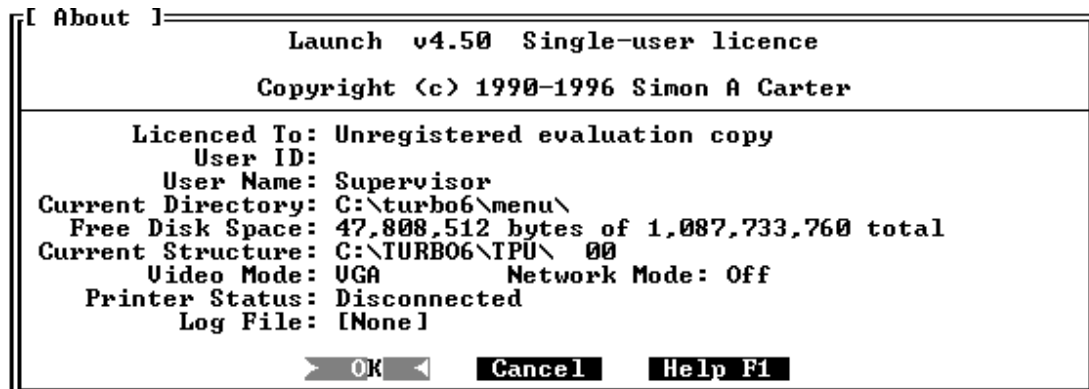 [ About ]
Launch v4.50 Single-user licence
Copyright (c) 1990-1996 Simon A Carter
Licenced To: Unregistered evaluation copy
User ID:
User Name: Supervisor
Current Directory: C:\turbo6\menu\
Free Disk Space: 47,808,512 bytes of 1,087,733,760 total
Current Structure: C:\TURBO6\TPU\ 00
Video Mode: VGA Network Mode: Off
Printer Status: Disconnected
Log File: [None]
OK Cancel Help F1